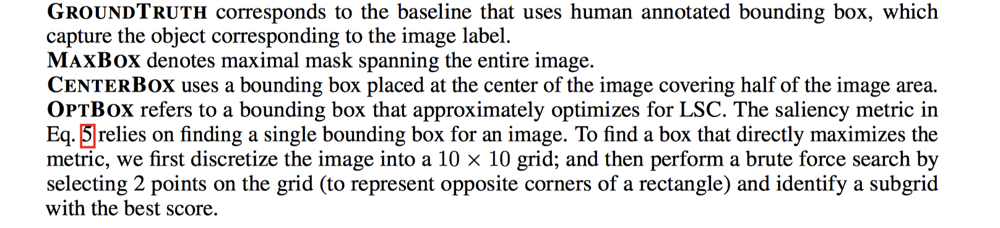 GROUNDTRUTH corresponds to the baseline that uses human annotated bounding box, which
capture the object corresponding to the image label.
MAXBOX denotes maximal mask spanning the entire image.
CENTERBOX uses a bounding box placed at the center of the image covering half of the image area.
OPTBOX refers to a bounding box that approximately optimizes for LSC. The saliency metric in
Eq. 5 relies on finding a single bounding box for an image. To find a box that directly maximizes the
metric, we first discretize the image into a 10 × 10 grid; and then perform a brute force search by
selecting 2 points on the grid (to represent opposite corners of a rectangle) and identify a subgrid
with the best score.